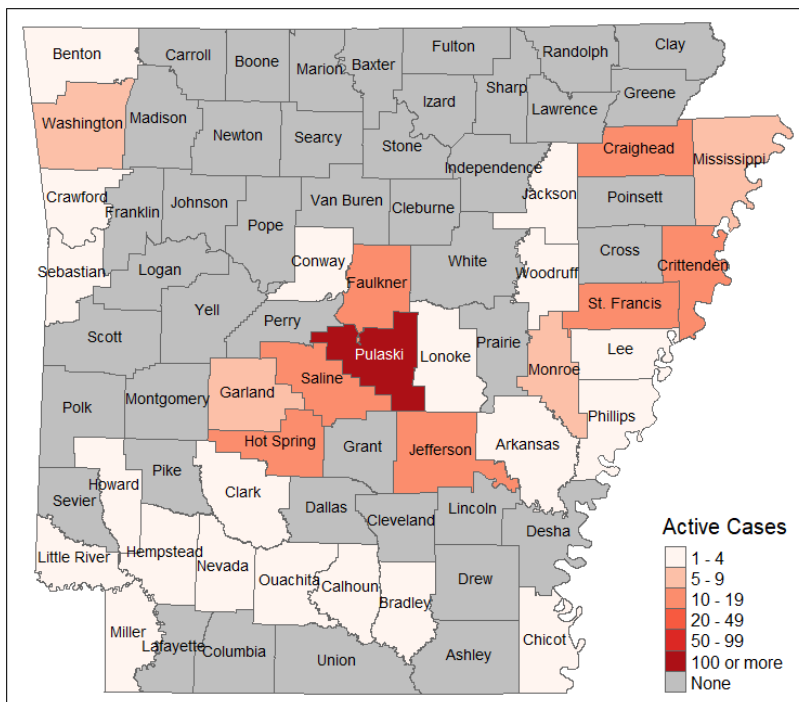 Benton
Carroll
Boone
Marion
Baxter
Fulton
Randolph
Clay
Washington
Madison
Newton
Searcy
Stone
Izard
Sharp
Lawrence
Greene
Independence
Craighead
Mississippi
Crawford
Franklin
Johnson
Pope
Van Buren
Cleburne
Jackson
Poinsett
Sebastian
Logan
Conway
Faulkner
White
Woodruff
Cross
Crittenden
Scott
Yell
Perry
Pulaski
Lonoke
Prairie
St. Francis
Lee
Monroe
Phillips
Polk
Montgomery
Garland
Saline
Hot Spring
Grant
Jefferson
Arkansas
Sevier
Howard
Pike
Clark
Dallas
Cleveland
Lincoln
Desha
Little River
Hempstead
Nevada
Ouachita
Calhoun
Bradley
Drew
Miller
Lafayette
Columbia
Union
Ashley
Chicot
Active Cases
1 - 4
5 - 9
10 - 19
20 - 49
50 - 99
100 or more
None